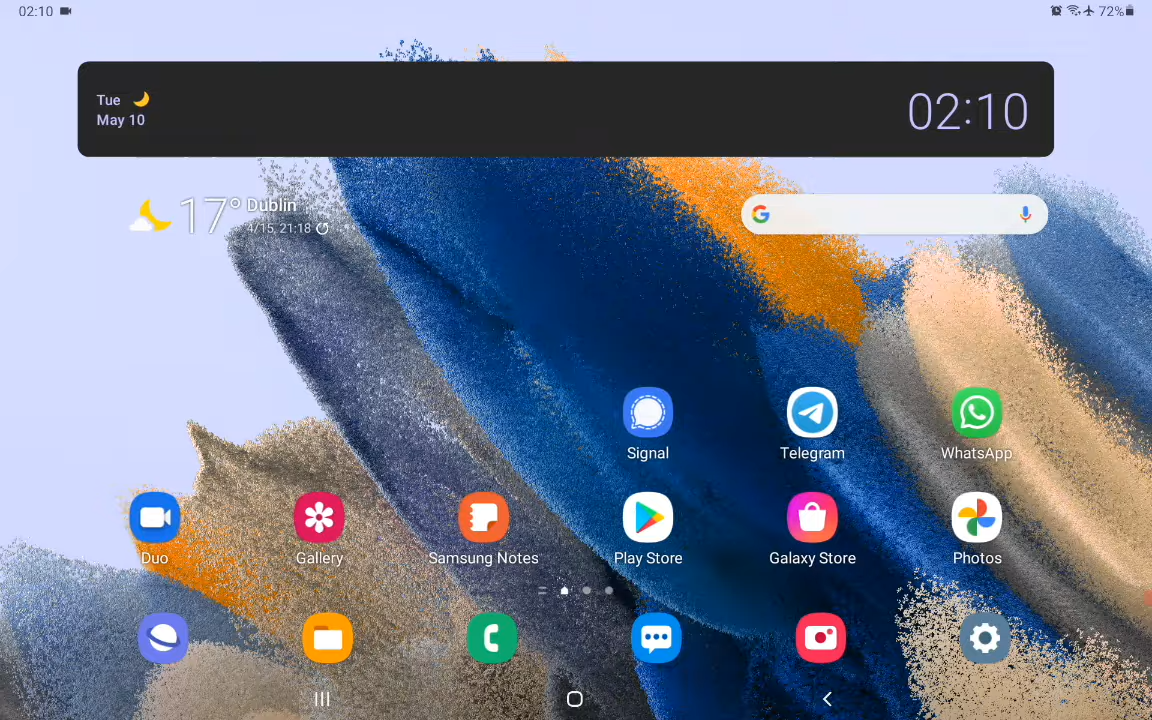 02:10
72%
Tue
May 10
02:10
17° Dublin
4/15, 21:18
Signal
Telegram
WhatsApp
Duo
Gallery
Samsung Notes
Play Store
Galaxy Store
Photos